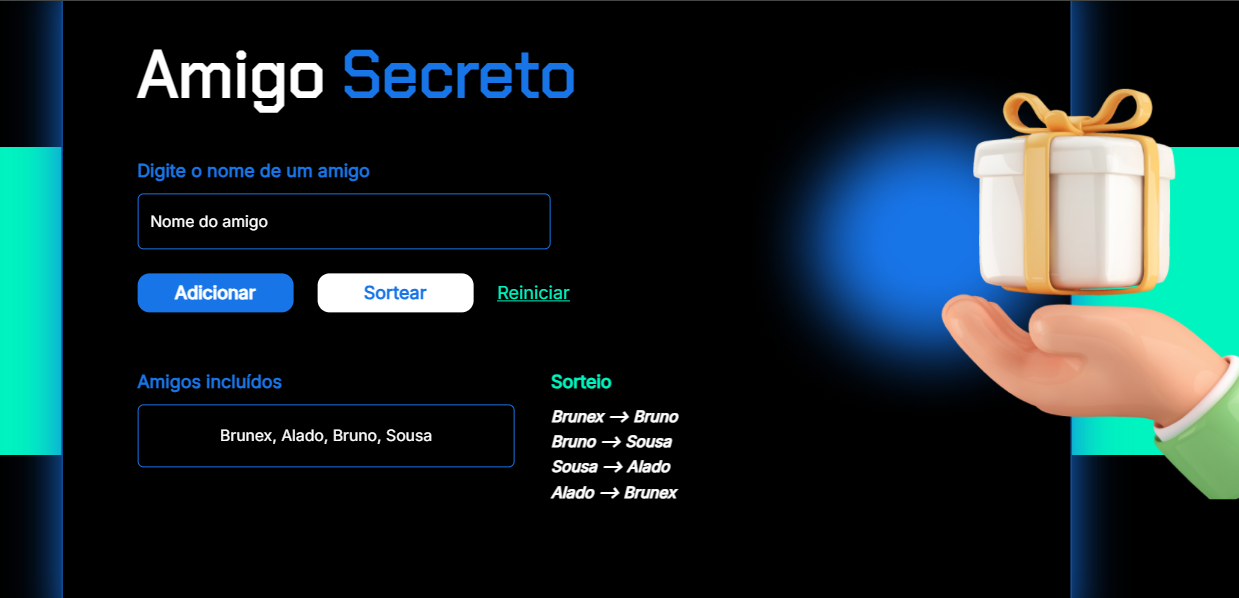 Amigo Secreto
Digite o nome de um amigo
Nome do amigo
Adicionar
Sortear
Reiniciar
Amigos incluídos
Brunex, Alado, Bruno, Sousa
Sorteio
Brunex --> Bruno
Bruno --> Sousa
Sousa --> Alado
Alado --> Brunex